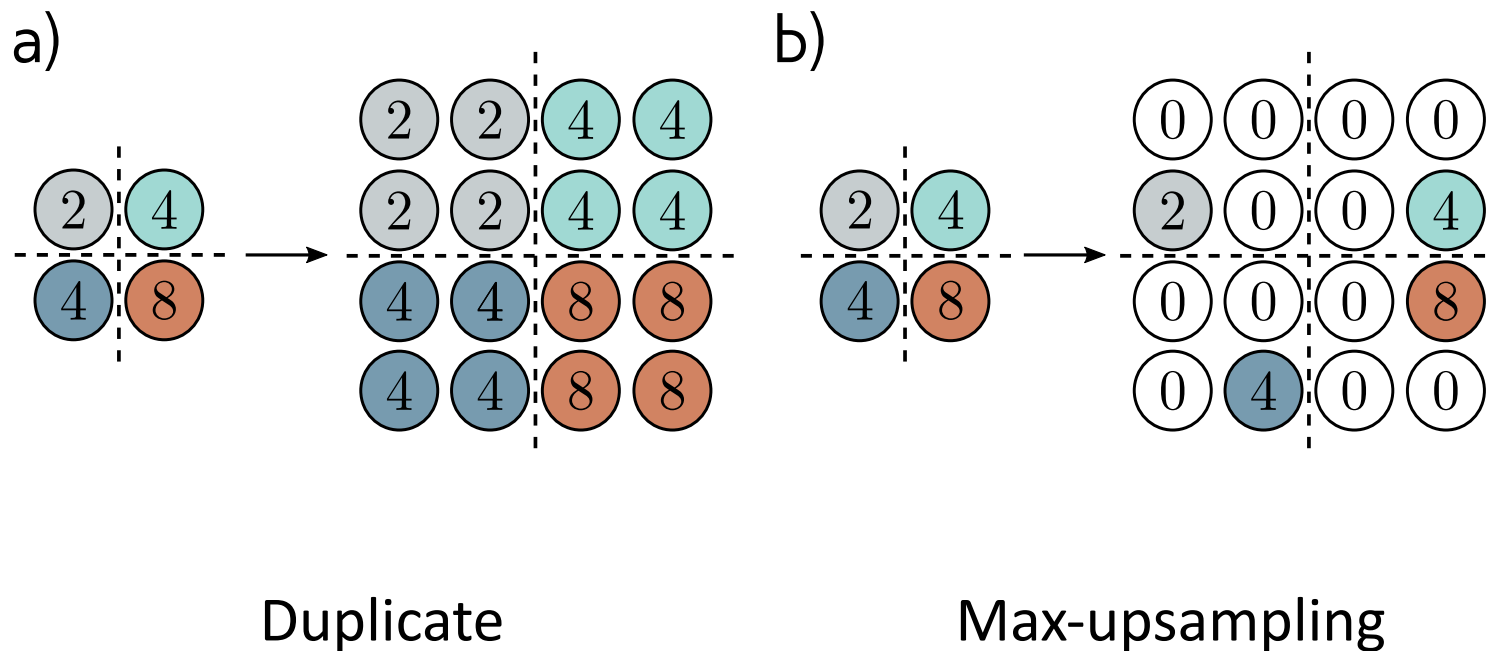 a)
2 2 4 4
2 2 4 4
2 4
4 4 8 8
4 8
4 4 8 8
Duplicate
b)
0 0 0 0
2 0 0 4
2 4
0 0 0 8
4 8
0 4 0 0
Max-upsampling